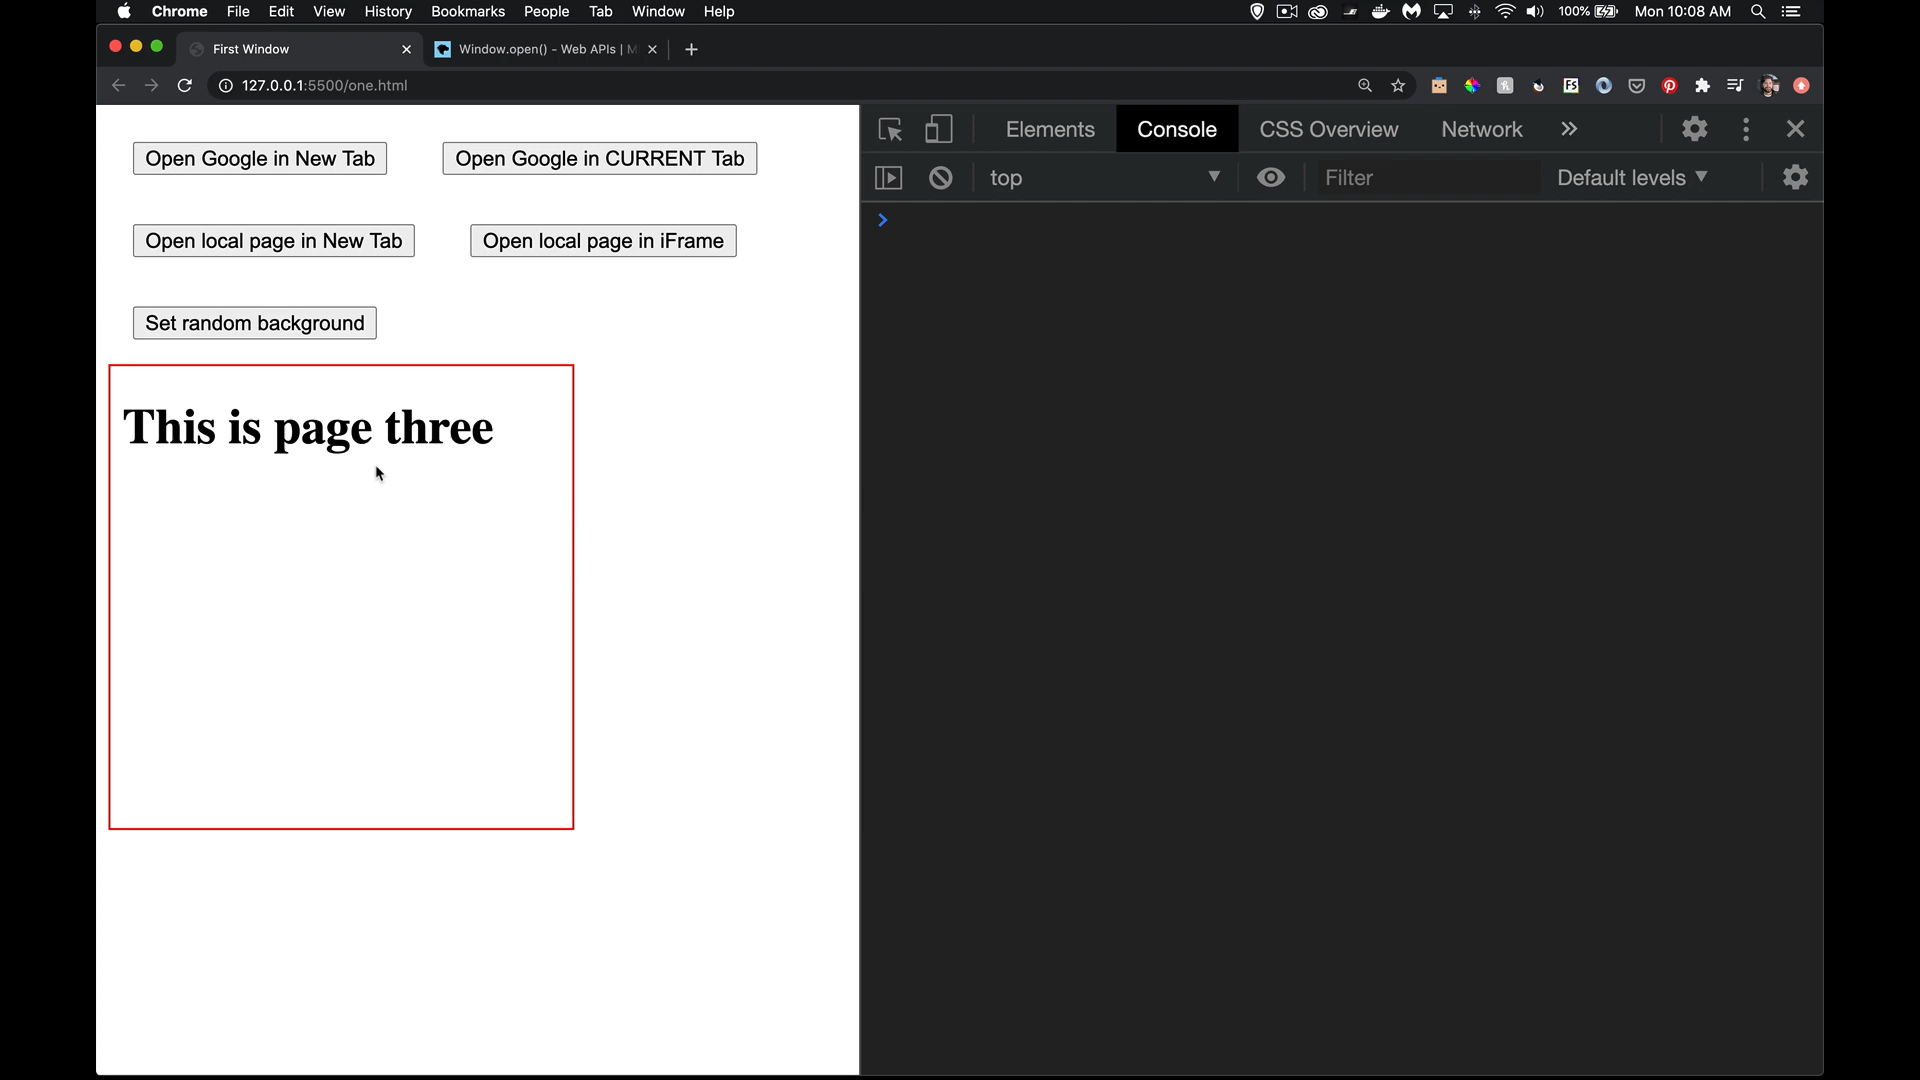 Chrome File Edit View History Bookmarks People Tab Window Help 100% Mon 10:08 AM
First Window Window.open() - Web APIs | M
127.0.0.1:5500/one.html
Open Google in New Tab Open Google in CURRENT Tab
Open local page in New Tab Open local page in iFrame
Set random background
This is page three
Elements Console CSS Overview Network
top Filter Default levels